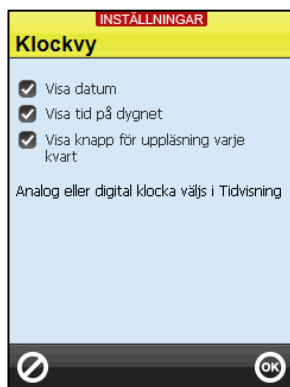 INSTÄLLNINGAR
Klockvy
Visa datum
Visa tid på dygnet
Visa knapp för uppläsning varje
kvart
Analog eller digital klocka väljs i Tidvisning
OK